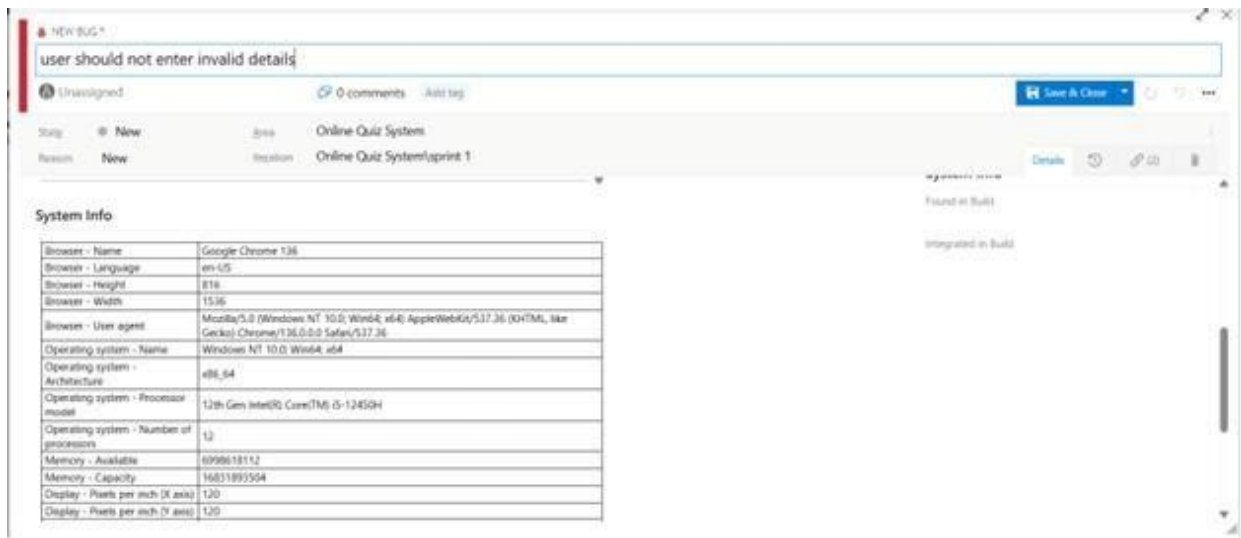 NEW BUG *
user should not enter invalid details
Unassigned
0 comments
Add tag
Save & Close
State
New
Area
Online Quiz System
Reason
New
Iteration
Online Quiz System\sprint 1
Details
System Info
Found in Build
Integrated in Build
System Info
Browser - Name Google Chrome 136
Browser - Language en-US
Browser - Height 816
Browser - Width 1536
Browser - User agent Mozilla/5.0 (Windows NT 10.0; Win64; x64) AppleWebKit/537.36 (KHTML, like
Gecko) Chrome/136.0.0.0 Safari/537.36
Operating system - Name Windows NT 10.0; Win64; x64
Operating system -
Architecture x86_64
Operating system - Processor
model 12th Gen Intel(R) Core(TM) i5-12450H
Operating system - Number of
processors 12
Memory - Available 6998618112
Memory - Capacity 16831893504
Display - Pixels per inch (X axis) 120
Display - Pixels per inch (Y axis) 120